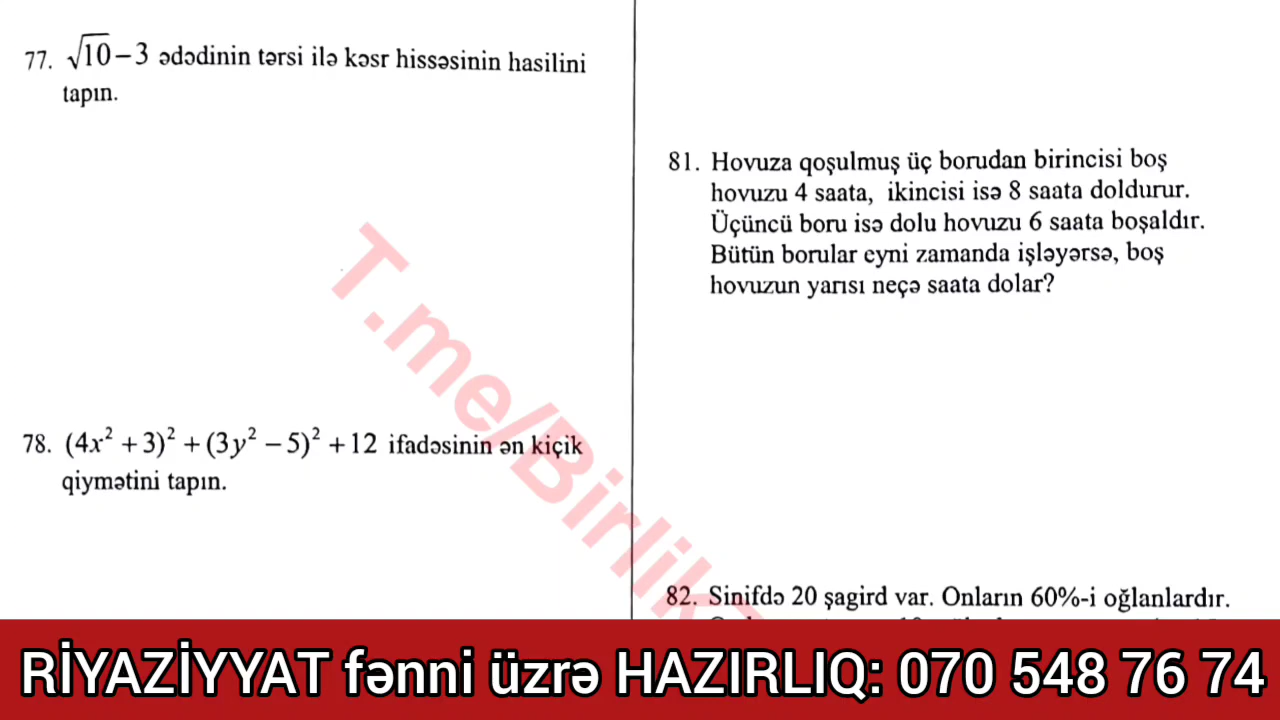 77. √10 − 3 ədədinin tərsi ilə kəsr hissəsinin hasilini
tapın.
78. (4x² + 3)² + (3y² − 5)² + 12 ifadəsinin ən kiçik
qiymətini tapın.
81. Hovuza qoşulmuş üç borudan birincisi boş
hovuzu 4 saata, ikincisi isə 8 saata doldurur.
Üçüncü boru isə dolu hovuzu 6 saata boşaldır.
Bütün borular eyni zamanda işləyərsə, boş
hovuzun yarısı neçə saata dolar?
82. Sinifdə 20 şagird var. Onların 60%-i oğlanlardır.
T.me/Birlik
RİYAZİYYAT fənni üzrə HAZIRLIQ: 070 548 76 74